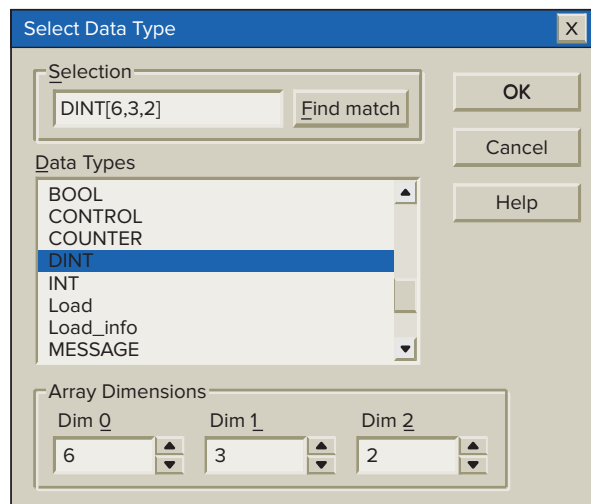 Select Data Type X
Selection
DINT[6,3,2] Find match
OK
Cancel
Help
Data Types
BOOL
CONTROL
COUNTER
DINT
INT
Load
Load_info
MESSAGE
Array Dimensions
Dim 0 Dim 1 Dim 2
6 3 2